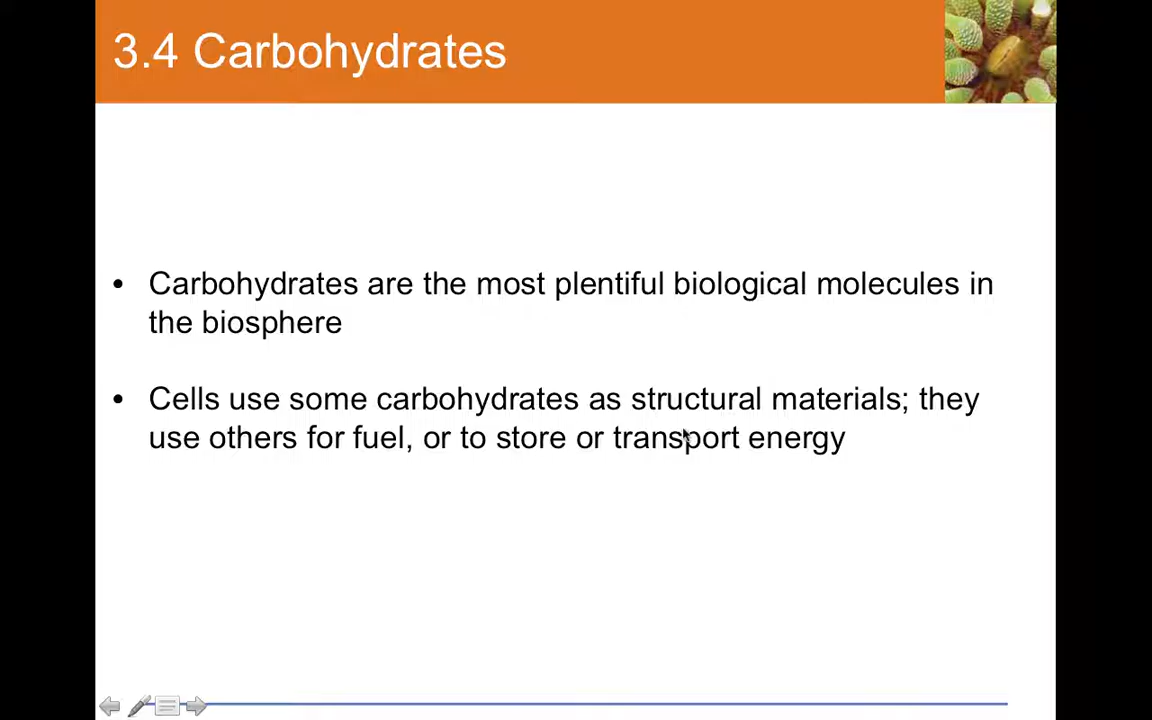 3.4 Carbohydrates
• Carbohydrates are the most plentiful biological molecules in
the biosphere
• Cells use some carbohydrates as structural materials; they
use others for fuel, or to store or transport energy